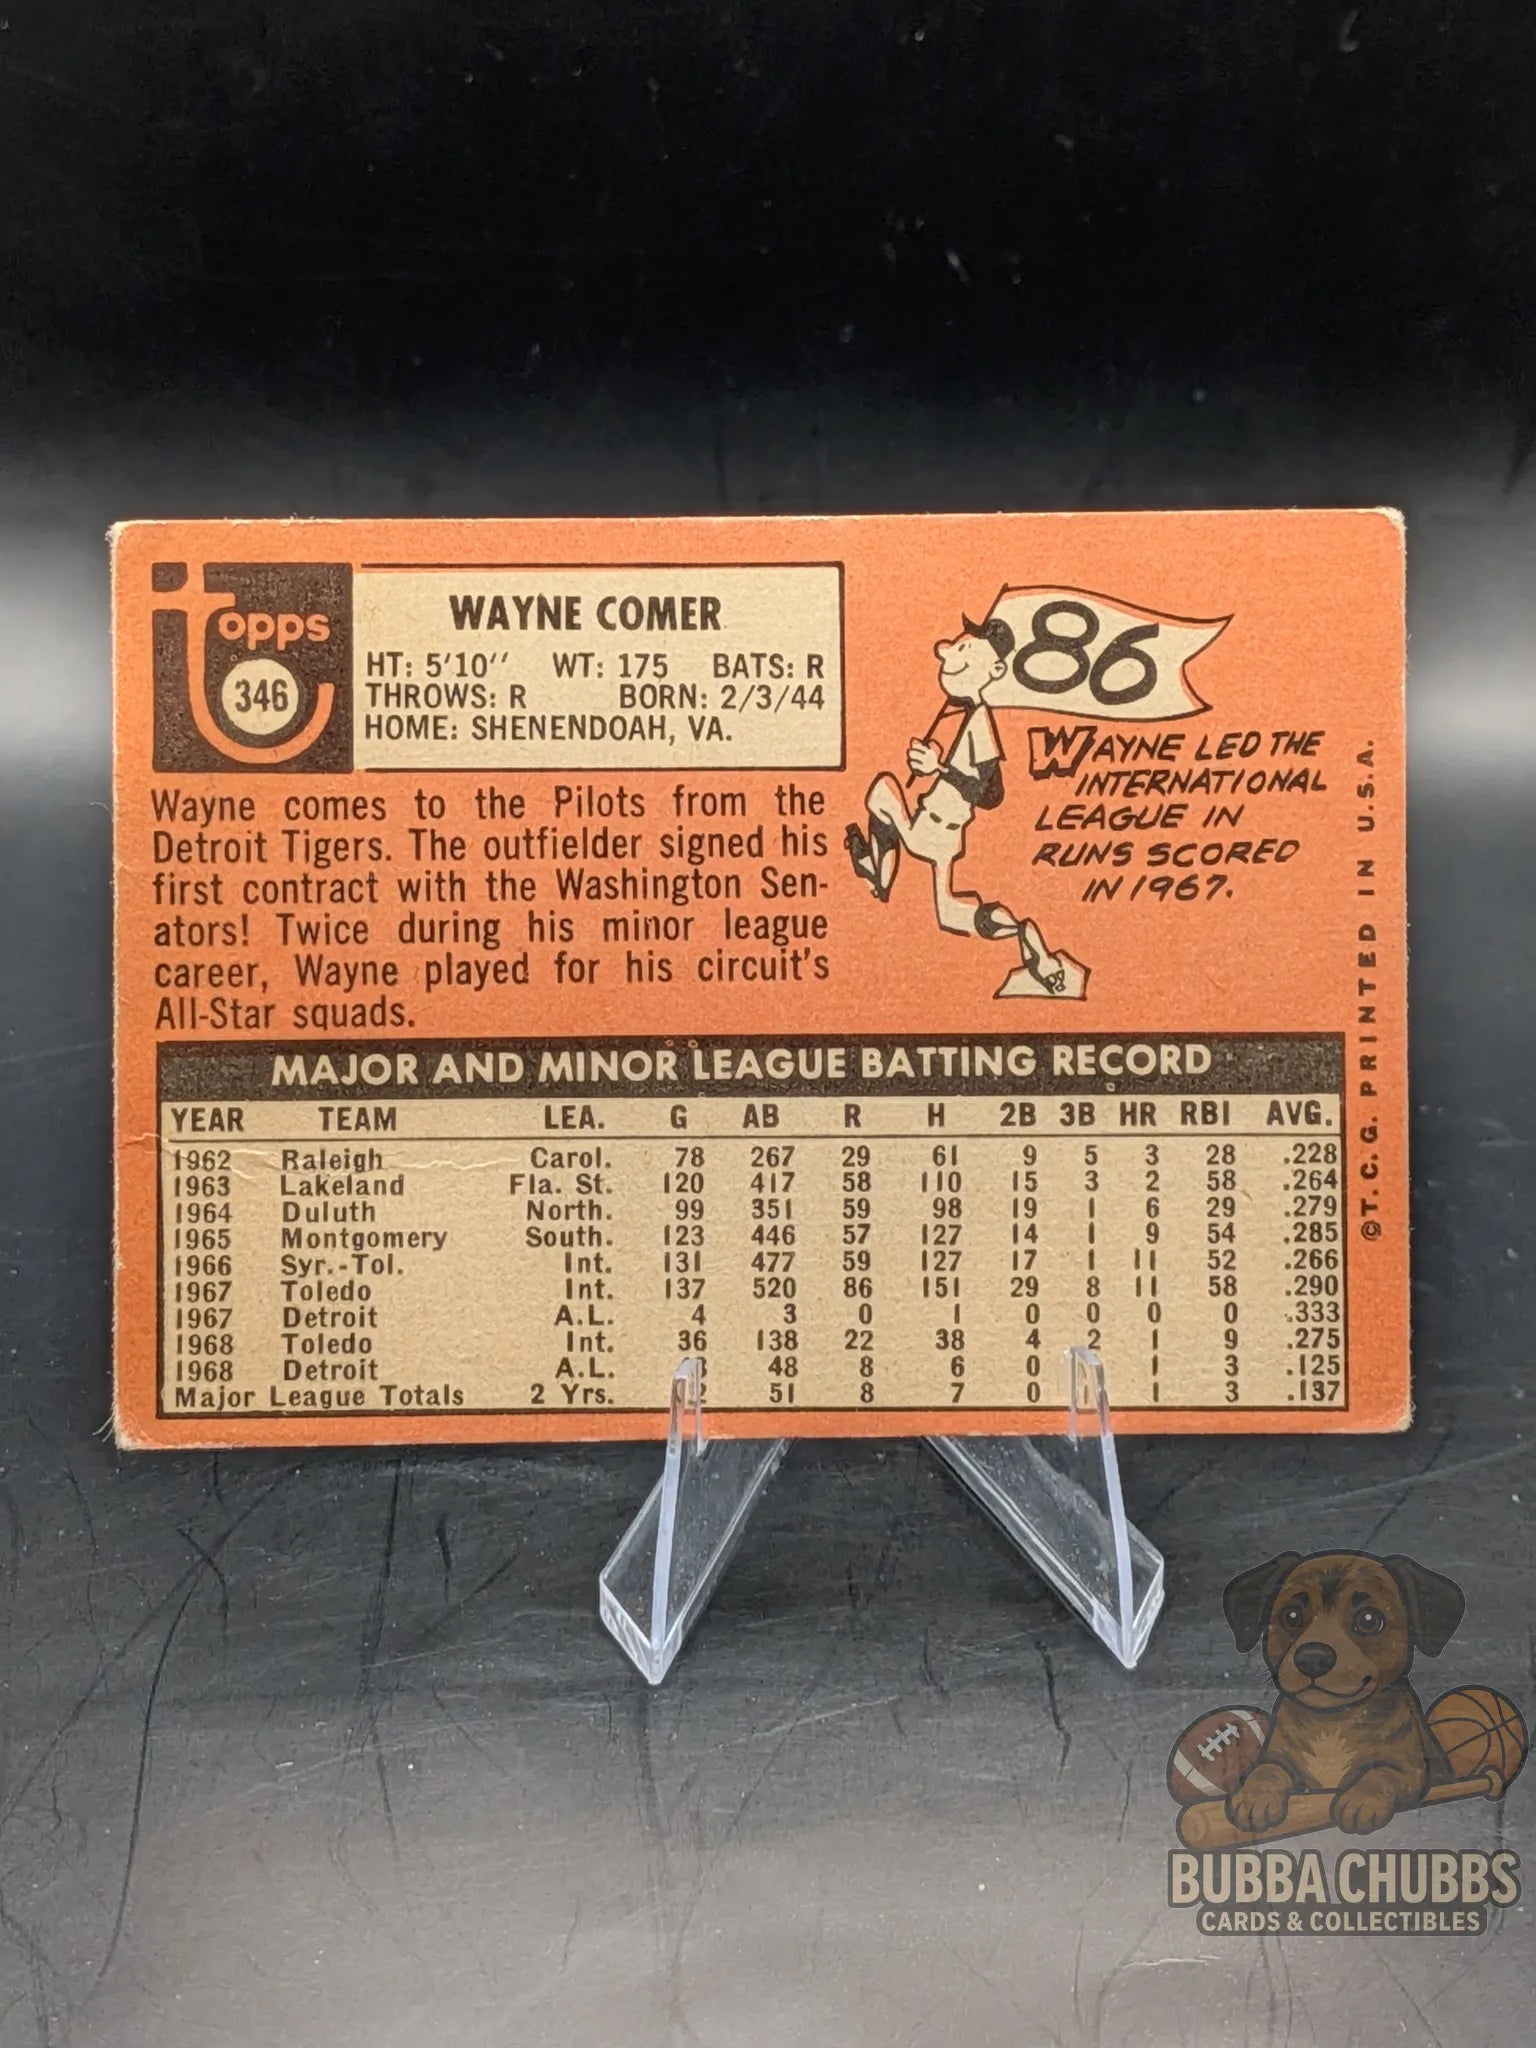 Topps
346
WAYNE COMER
HT: 5'10" WT: 175 BATS: R
THROWS: R BORN: 2/3/44
HOME: SHENENDOAH, VA.
Wayne comes to the Pilots from the
Detroit Tigers. The outfielder signed his
first contract with the Washington Sen-
ators! Twice during his minor league
career, Wayne played for his circuit's
All-Star squads.
86
WAYNE LED THE
INTERNATIONAL
LEAGUE IN
RUNS SCORED
IN 1967.
MAJOR AND MINOR LEAGUE BATTING RECORD
YEAR TEAM LEA. G AB R H 2B 3B HR RBI AVG.
1962 Raleigh Carol. 78 267 29 61 9 5 3 28 .228
1963 Lakeland Fla. St. 120 417 58 110 15 3 2 58 .264
1964 Duluth North. 99 351 59 98 19 1 6 29 .279
1965 Montgomery South. 123 446 57 127 14 1 9 54 .285
1966 Syr.-Tol. Int. 131 477 59 127 17 1 11 52 .266
1967 Toledo Int. 137 520 86 151 29 8 11 58 .290
1967 Detroit A.L. 4 3 0 1 0 0 0 0 .333
1968 Toledo Int. 36 138 22 38 4 2 1 9 .275
1968 Detroit A.L. 48 8 6 0 1 3 .125
Major League Totals 2 Yrs. 51 8 7 0 1 3 .137
©T.C.G. PRINTED IN U.S.A.
BUBBA CHUBBS
CARDS & COLLECTIBLES